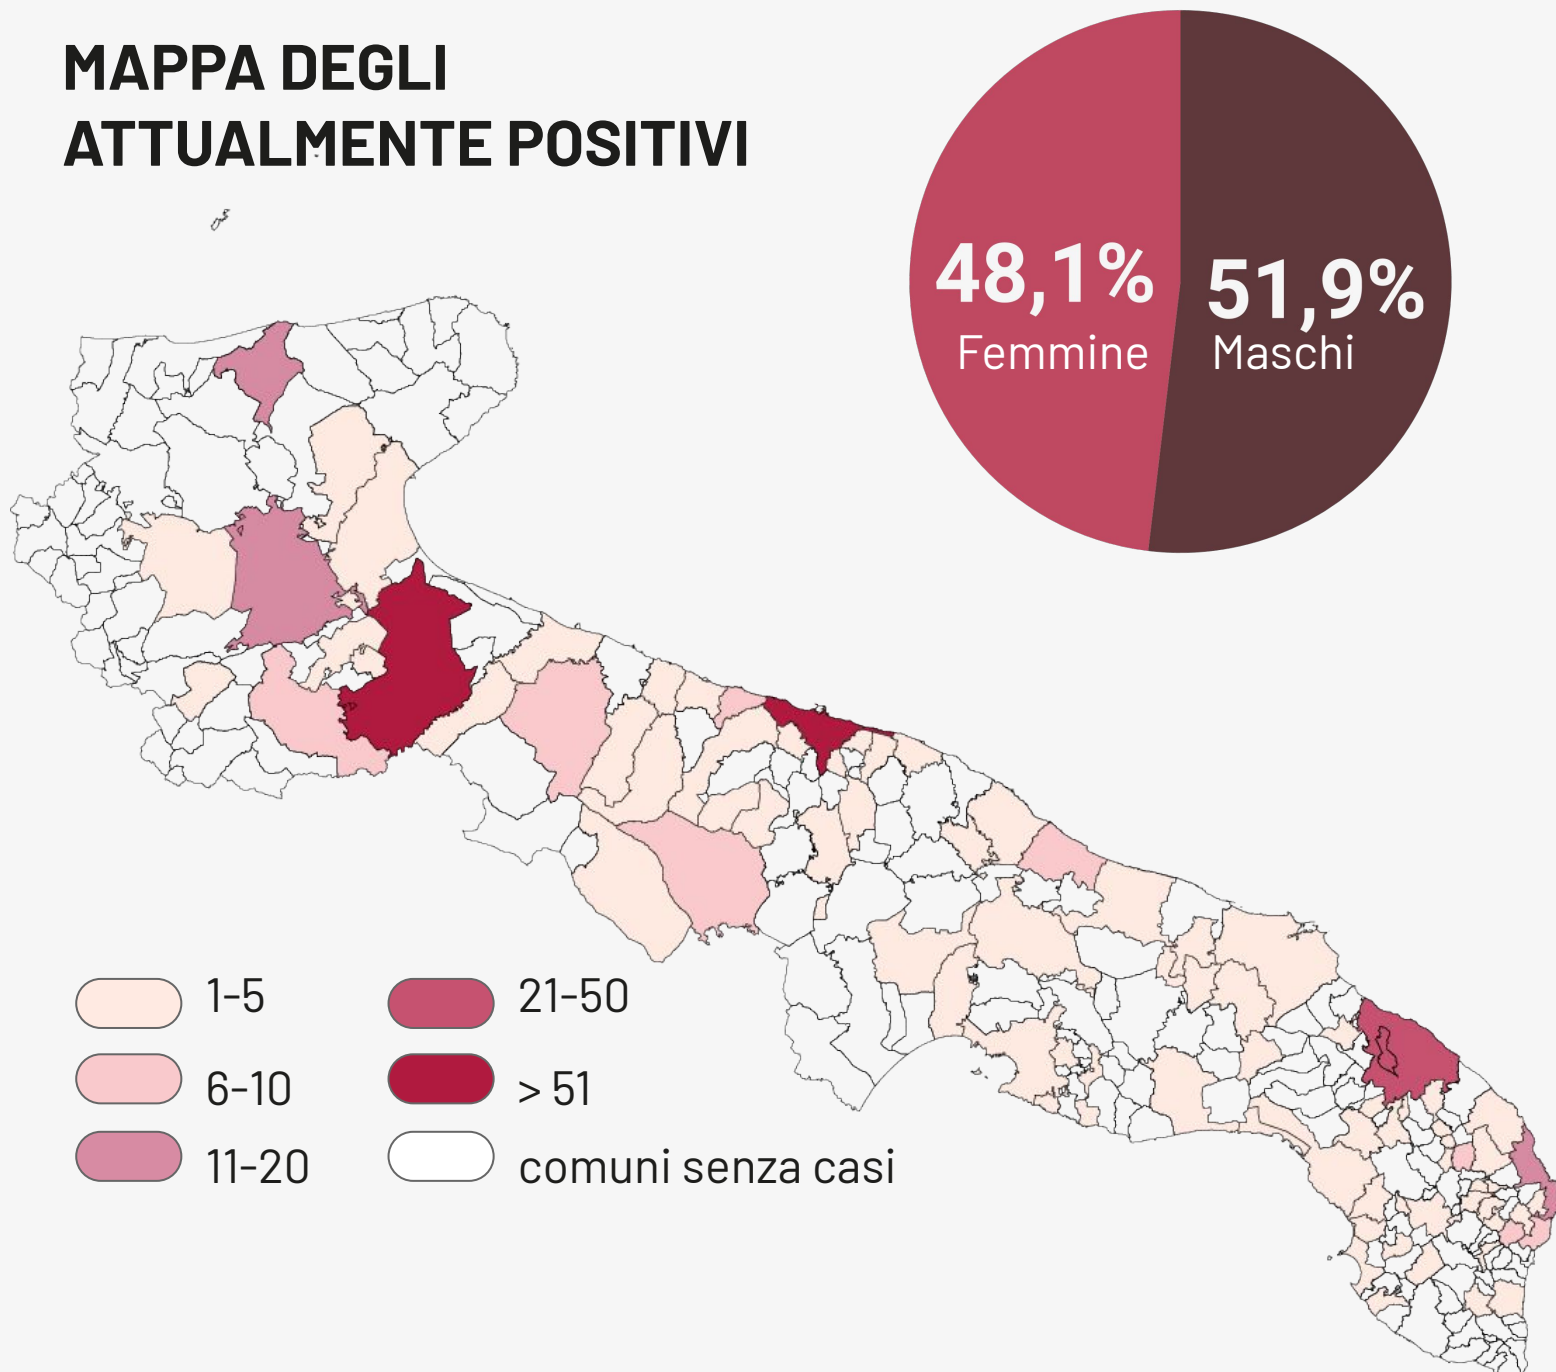 MAPPA DEGLI
ATTUALMENTE POSITIVI
48,1%
Femmine
51,9%
Maschi
1-5
6-10
11-20
21-50
> 51
comuni senza casi